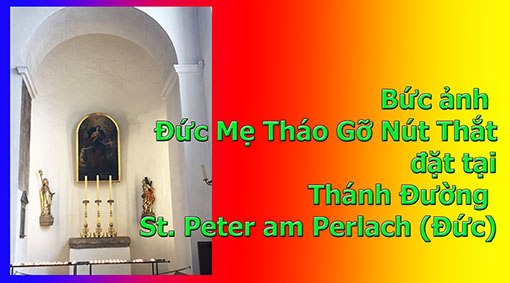 Bức ảnh
Đức Mẹ Tháo Gỡ Nút Thắt
đặt tại
Thánh Đường
St. Peter am Perlach (Đức)